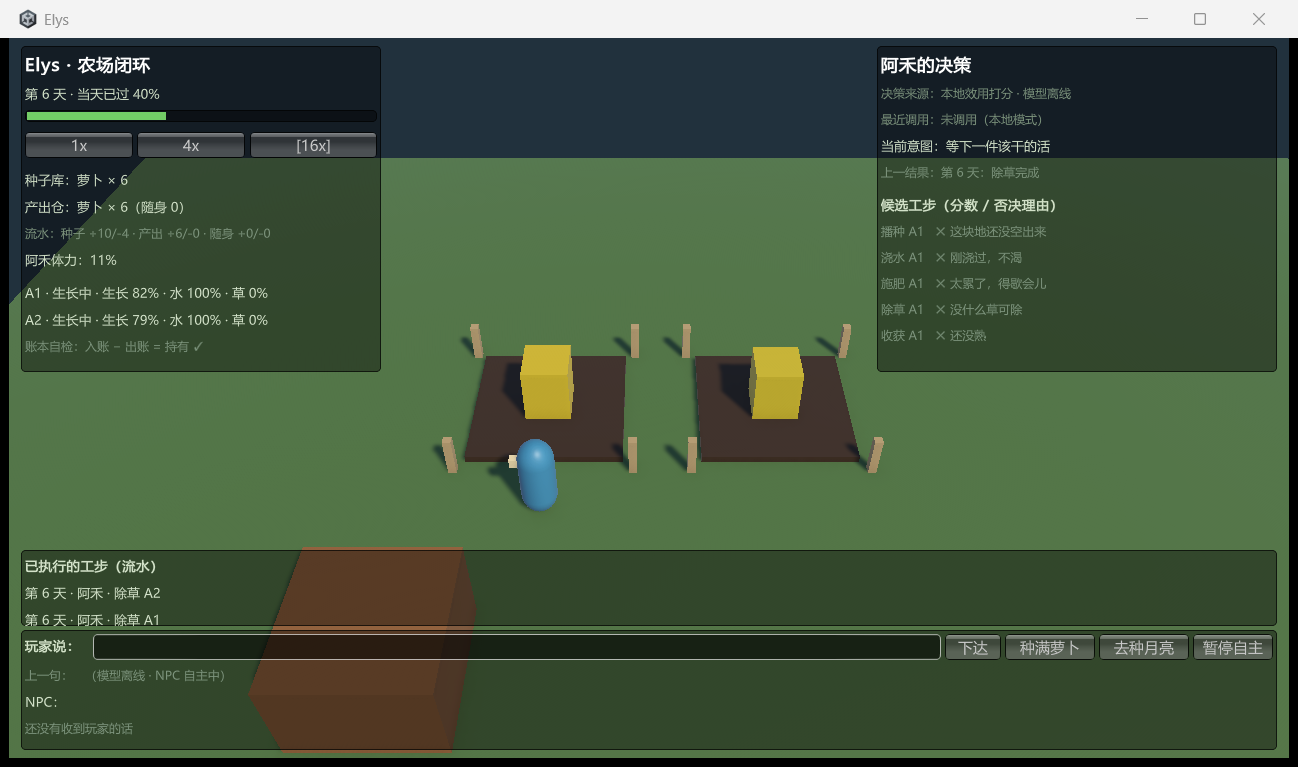 Elys
Elys · 农场闭环
第 6 天 · 当天已过 40%
1x 4x [16x]
种子库：萝卜 × 6
产出仓：萝卜 × 6（随身 0）
流水：种子 +10/-4 · 产出 +6/-0 · 随身 +0/-0
阿禾体力：11%
A1 · 生长中 · 生长 82% · 水 100% · 草 0%
A2 · 生长中 · 生长 79% · 水 100% · 草 0%
账本自检：入账 − 出账 = 持有 ✓
阿禾的决策
决策来源：本地效用打分 · 模型离线
最近调用：未调用（本地模式）
当前意图：等下一件该干的活
上一结果：第 6 天：除草完成
候选工步（分数 / 否决理由）
播种 A1 × 这块地还没空出来
浇水 A1 × 刚浇过，不渴
施肥 A1 × 太累了，得歇会儿
除草 A1 × 没什么草可除
收获 A1 × 还没熟
已执行的工步（流水）
第 6 天 · 阿禾 · 除草 A2
第 6 天 · 阿禾 · 除草 A1
玩家说： 下达 种满萝卜 去种月亮 暂停自主
上一句： （模型离线 · NPC 自主中）
NPC：
还没有收到玩家的话